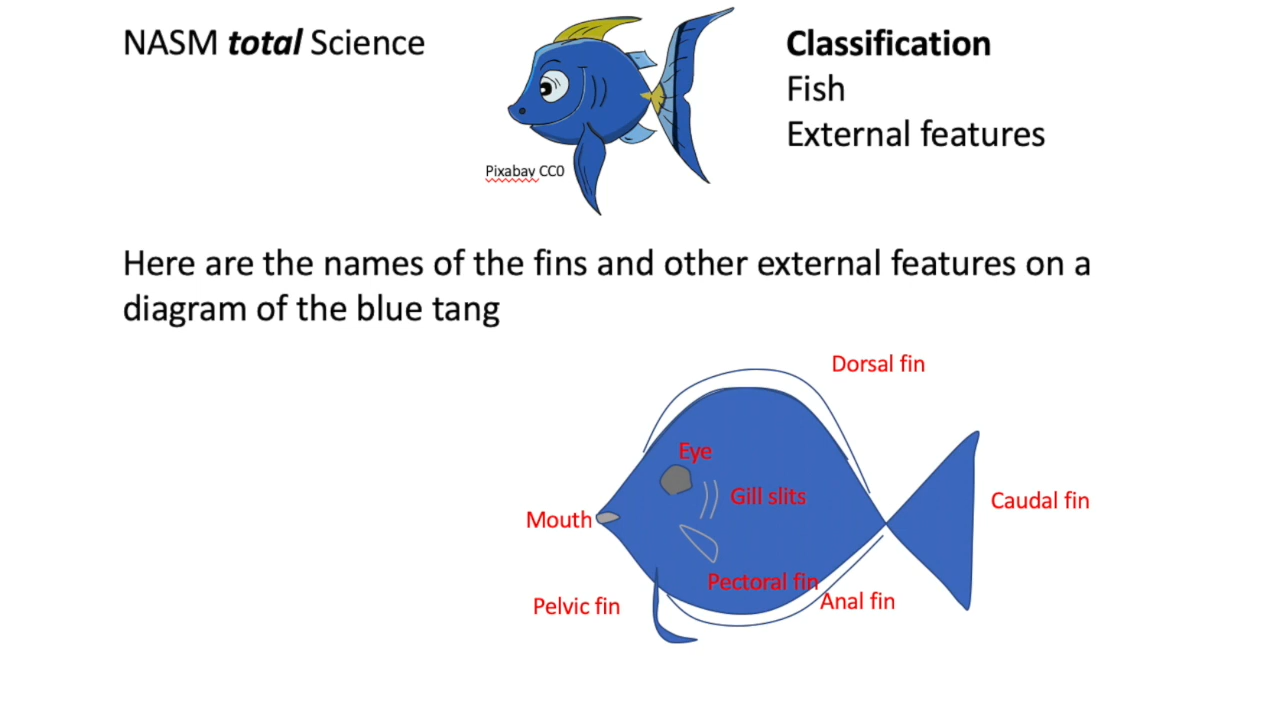 NASM total Science
Classification
Fish
External features
Pixabay CC0
Here are the names of the fins and other external features on a
diagram of the blue tang
Dorsal fin
Eye
Gill slits
Caudal fin
Mouth
Pectoral fin
Anal fin
Pelvic fin